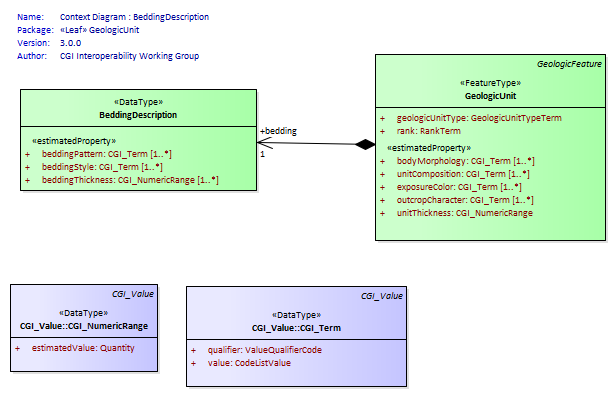 Name: Context Diagram : BeddingDescription
Package: «Leaf» GeologicUnit
Version: 3.0.0
Author: CGI Interoperability Working Group
GeologicFeature
«FeatureType»
GeologicUnit
+ geologicUnitType: GeologicUnitTypeTerm
+ rank: RankTerm
«estimatedProperty»
+ bodyMorphology: CGI_Term [1..*]
+ unitComposition: CGI_Term [1..*]
+ exposureColor: CGI_Term [1..*]
+ outcropCharacter: CGI_Term [1..*]
+ unitThickness: CGI_NumericRange
«DataType»
BeddingDescription
«estimatedProperty»
+ beddingPattern: CGI_Term [1..*]
+ beddingStyle: CGI_Term [1..*]
+ beddingThickness: CGI_NumericRange [1..*]
+bedding
1
CGI_Value
«DataType»
CGI_Value::CGI_NumericRange
+ estimatedValue: Quantity
CGI_Value
«DataType»
CGI_Value::CGI_Term
+ qualifier: ValueQualifierCode
+ value: CodeListValue